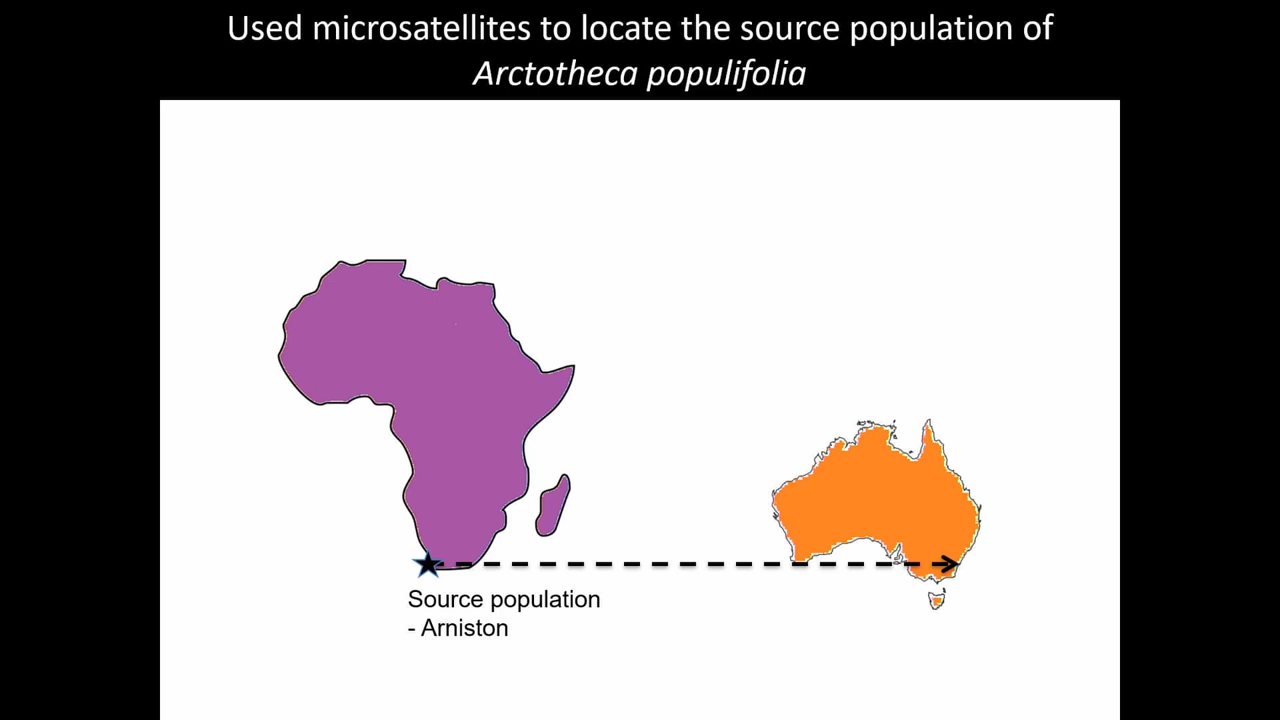 Used microsatellites to locate the source population of
Arctotheca populifolia
Source population
- Arniston